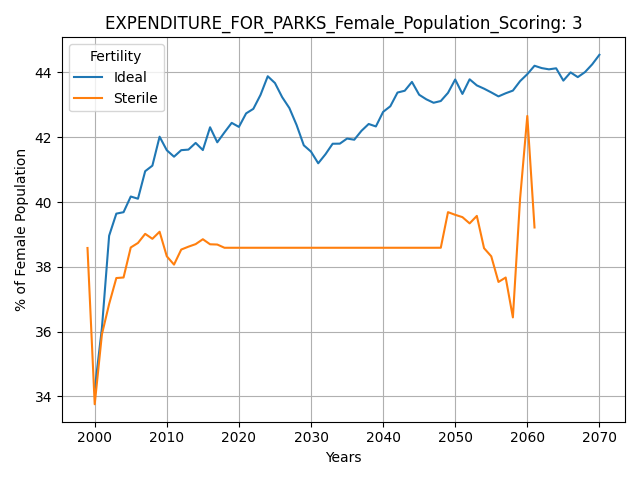 EXPENDITURE_FOR_PARKS_Female_Population_Scoring: 3
Fertility
Ideal
Sterile
% of Female Population
44
42
40
38
36
34
2000 2010 2020 2030 2040 2050 2060 2070
Years